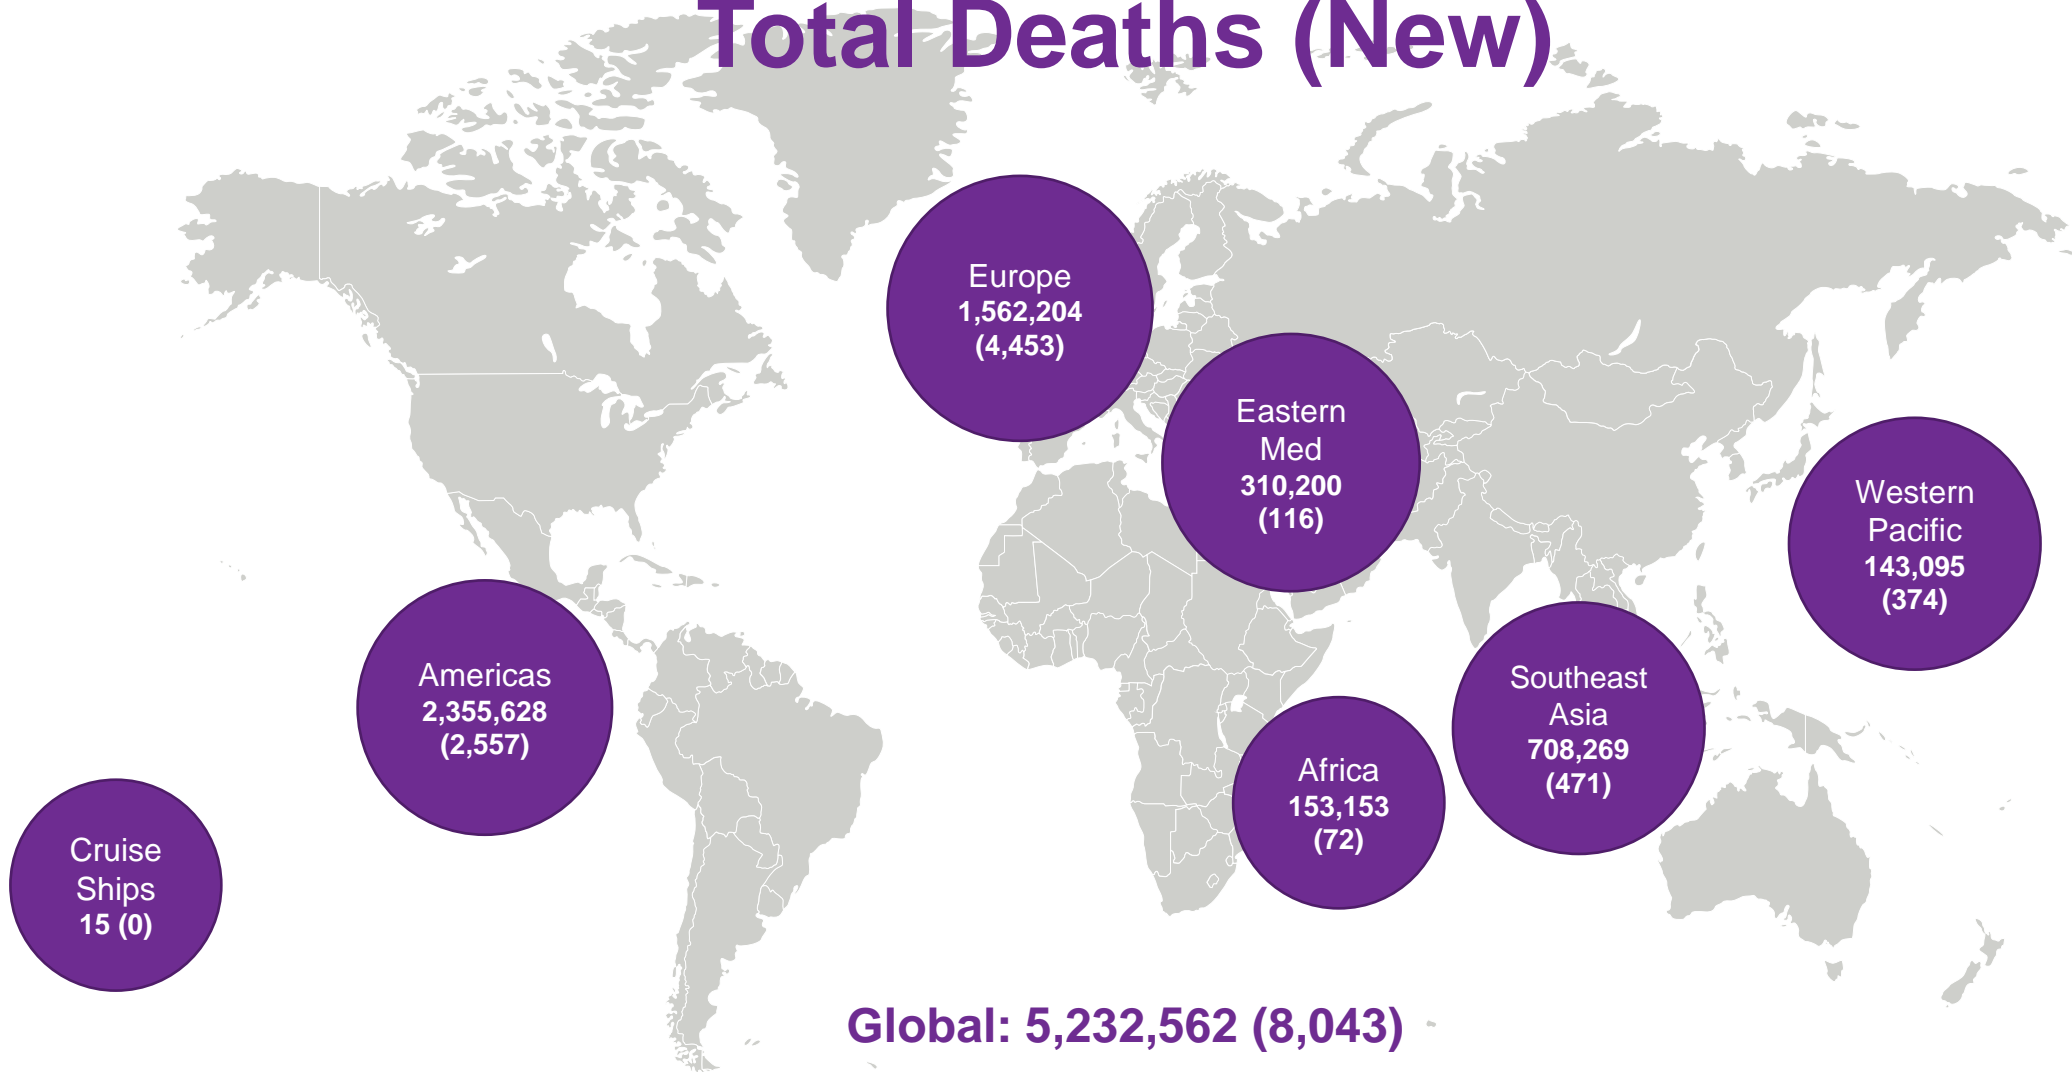 Total Deaths (New)
Europe
1,562,204
(4,453)
Eastern
Med
310,200
(116)
Western
Pacific
143,095
(374)
Americas
2,355,628
(2,557)
Southeast
Asia
708,269
(471)
Africa
153,153
(72)
Cruise
Ships
15 (0)
Global: 5,232,562 (8,043)